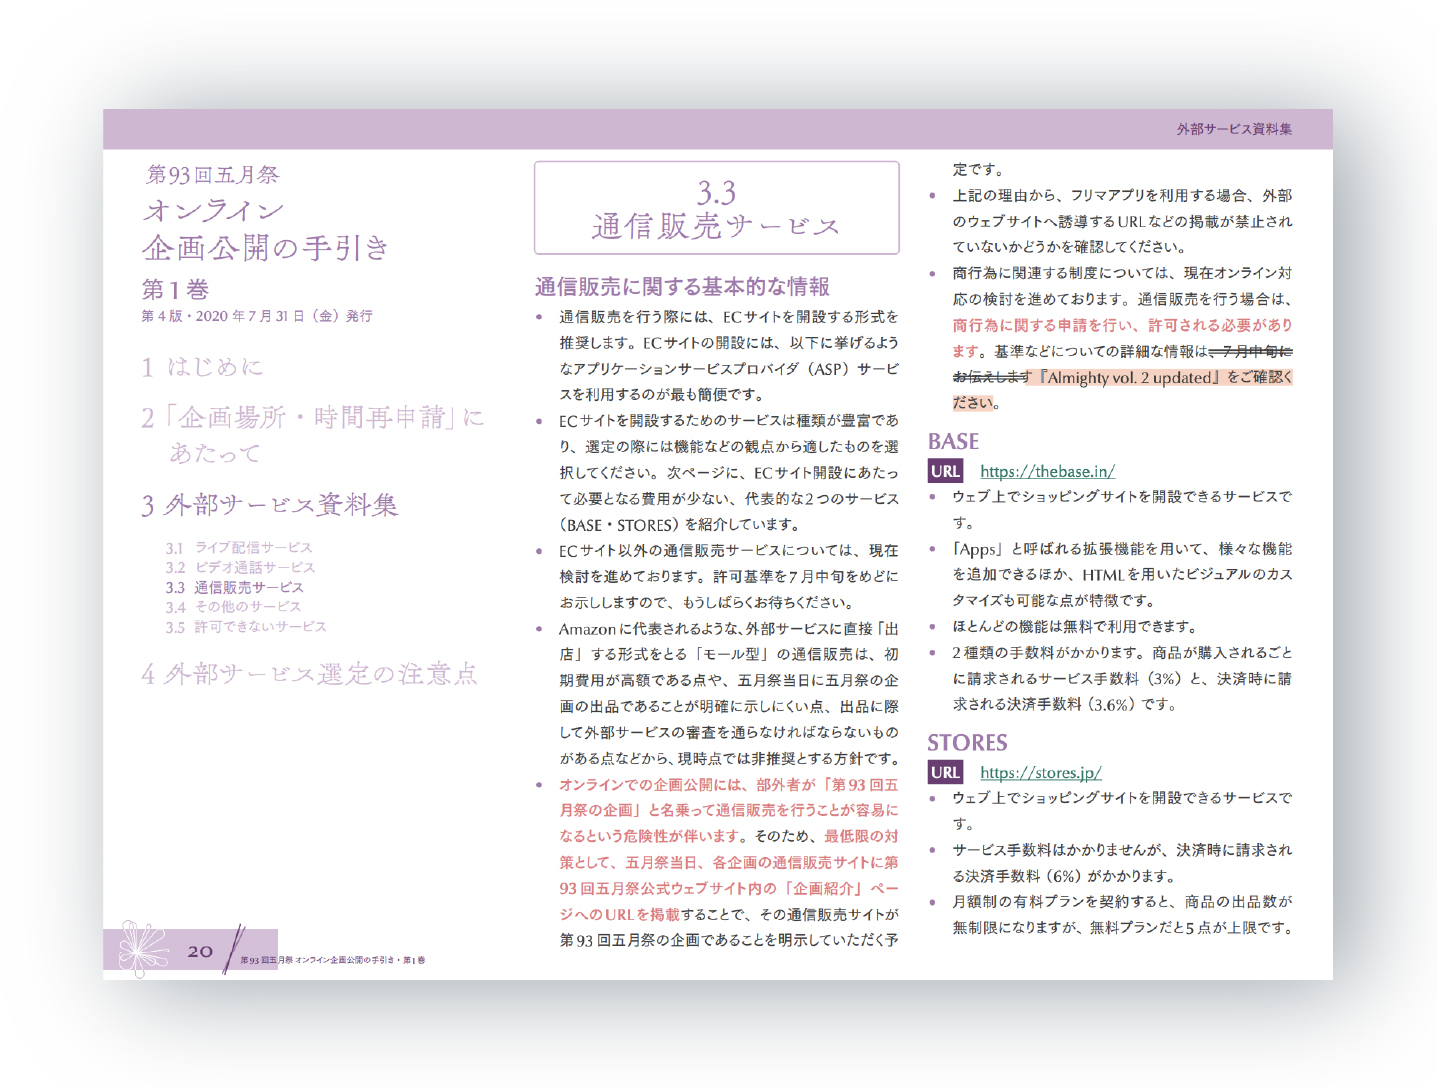 外部サービス資料集
第93回五月祭
オンライン
企画公開の手引き
第1巻
第4版・2020年7月31日（金）発行
1 はじめに
2「企画場所・時間再申請」に
あたって
3 外部サービス資料集
3.1 ライブ配信サービス
3.2 ビデオ通話サービス
3.3 通信販売サービス
3.4 その他のサービス
3.5 許可できないサービス
4 外部サービス選定の注意点
3.3
通信販売サービス
通信販売に関する基本的な情報
• 通信販売を行う際には、ECサイトを開設する形式を
推奨します。ECサイトの開設には、以下に挙げるよう
なアプリケーションサービスプロバイダ（ASP）サービ
スを利用するのが最も簡便です。
• ECサイトを開設するためのサービスは種類が豊富であ
り、選定の際には機能などの観点から適したものを選
択してください。次ページに、ECサイト開設にあたっ
て必要となる費用が少ない、代表的な2つのサービス
（BASE・STORES）を紹介しています。
• ECサイト以外の通信販売サービスについては、現在
検討を進めております。許可基準を7月中旬をめどに
お示ししますので、もうしばらくお待ちください。
• Amazonに代表されるような、外部サービスに直接「出
店」する形式をとる「モール型」の通信販売は、初
期費用が高額である点や、五月祭当日に五月祭の企
画の出品であることが明確に示しにくい点、出品に際
して外部サービスの審査を通らなければならないもの
がある点などから、現時点では非推奨とする方針です。
• オンラインでの企画公開には、部外者が「第93回五
月祭の企画」と名乗って通信販売を行うことが容易に
なるという危険性が伴います。そのため、最低限の対
策として、五月祭当日、各企画の通信販売サイトに第
93回五月祭公式ウェブサイト内の「企画紹介」ペー
ジへのURLを掲載することで、その通信販売サイトが
第93回五月祭の企画であることを明示していただく予
定です。
• 上記の理由から、フリマアプリを利用する場合、外部
のウェブサイトへ誘導するURLなどの掲載が禁止され
ていないかどうかを確認してください。
• 商行為に関連する制度については、現在オンライン対
応の検討を進めております。通信販売を行う場合は、
商行為に関する申請を行い、許可される必要があり
ます。基準などについての詳細な情報は、7月中旬に
お伝えします『Almighty vol. 2 updated』をご確認く
ださい。
BASE
URL https://thebase.in/
• ウェブ上でショッピングサイトを開設できるサービスで
す。
• 「Apps」と呼ばれる拡張機能を用いて、様々な機能
を追加できるほか、HTMLを用いたビジュアルのカス
タマイズも可能な点が特徴です。
• ほとんどの機能は無料で利用できます。
• 2種類の手数料がかかります。商品が購入されるごと
に請求されるサービス手数料（3%）と、決済時に請
求される決済手数料（3.6%）です。
STORES
URL https://stores.jp/
• ウェブ上でショッピングサイトを開設できるサービスで
す。
• サービス手数料はかかりませんが、決済時に請求され
る決済手数料（6%）がかかります。
• 月額制の有料プランを契約すると、商品の出品数が
無制限になりますが、無料プランだと5点が上限です。
20
第93回五月祭 オンライン企画公開の手引き・第1巻